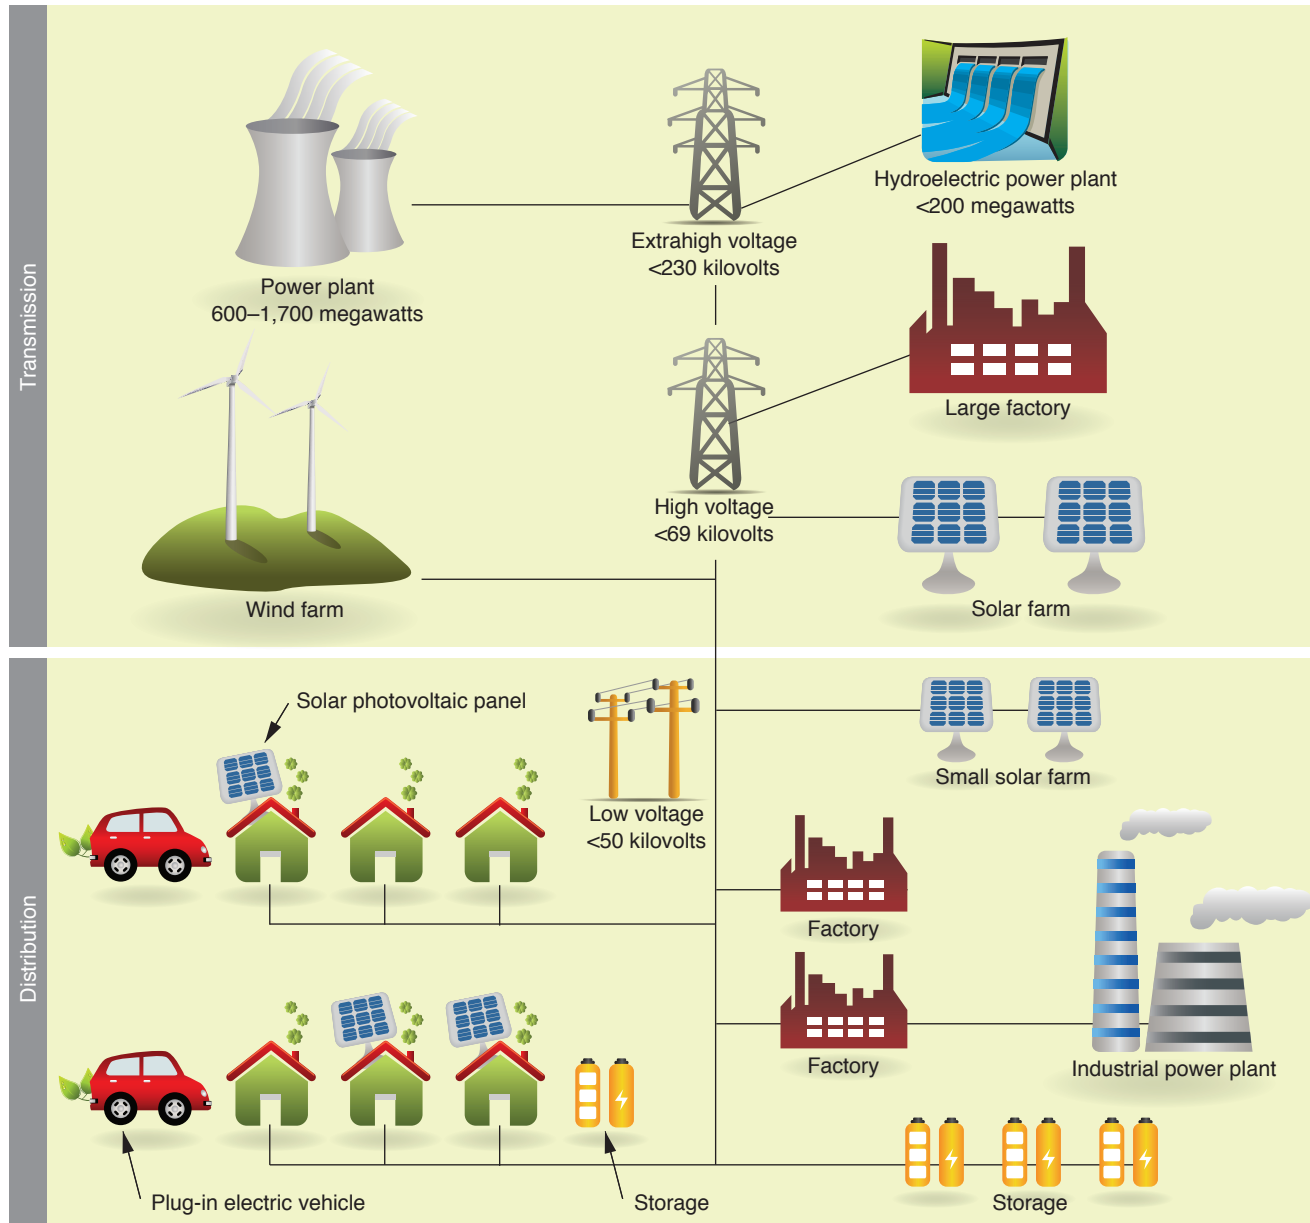 Transmission
Hydroelectric power plant
<200 megawatts
Extrahigh voltage
<230 kilovolts
Power plant
600–1,700 megawatts
Large factory
High voltage
<69 kilovolts
Wind farm
Solar farm
Distribution
Solar photovoltaic panel
Small solar farm
Low voltage
<50 kilovolts
Factory
Factory
Industrial power plant
Plug-in electric vehicle
Storage
Storage